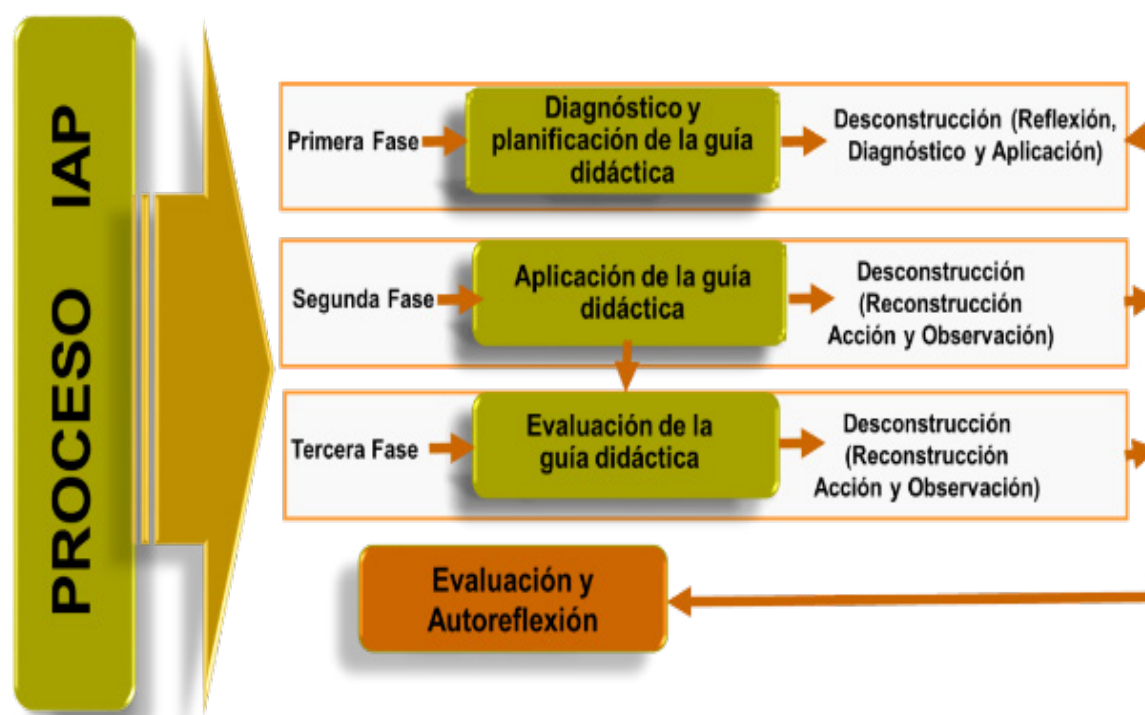 PROCESO IAP
Primera Fase
Diagnóstico y
planificación de la guía
didáctica
Desconstrucción (Reflexión,
Diagnóstico y Aplicación)
Segunda Fase
Aplicación de la guía
didáctica
Desconstrucción
(Reconstrucción
Acción y Observación)
Tercera Fase
Evaluación de la
guía didáctica
Desconstrucción
(Reconstrucción
Acción y Observación)
Evaluación y
Autoreflexión